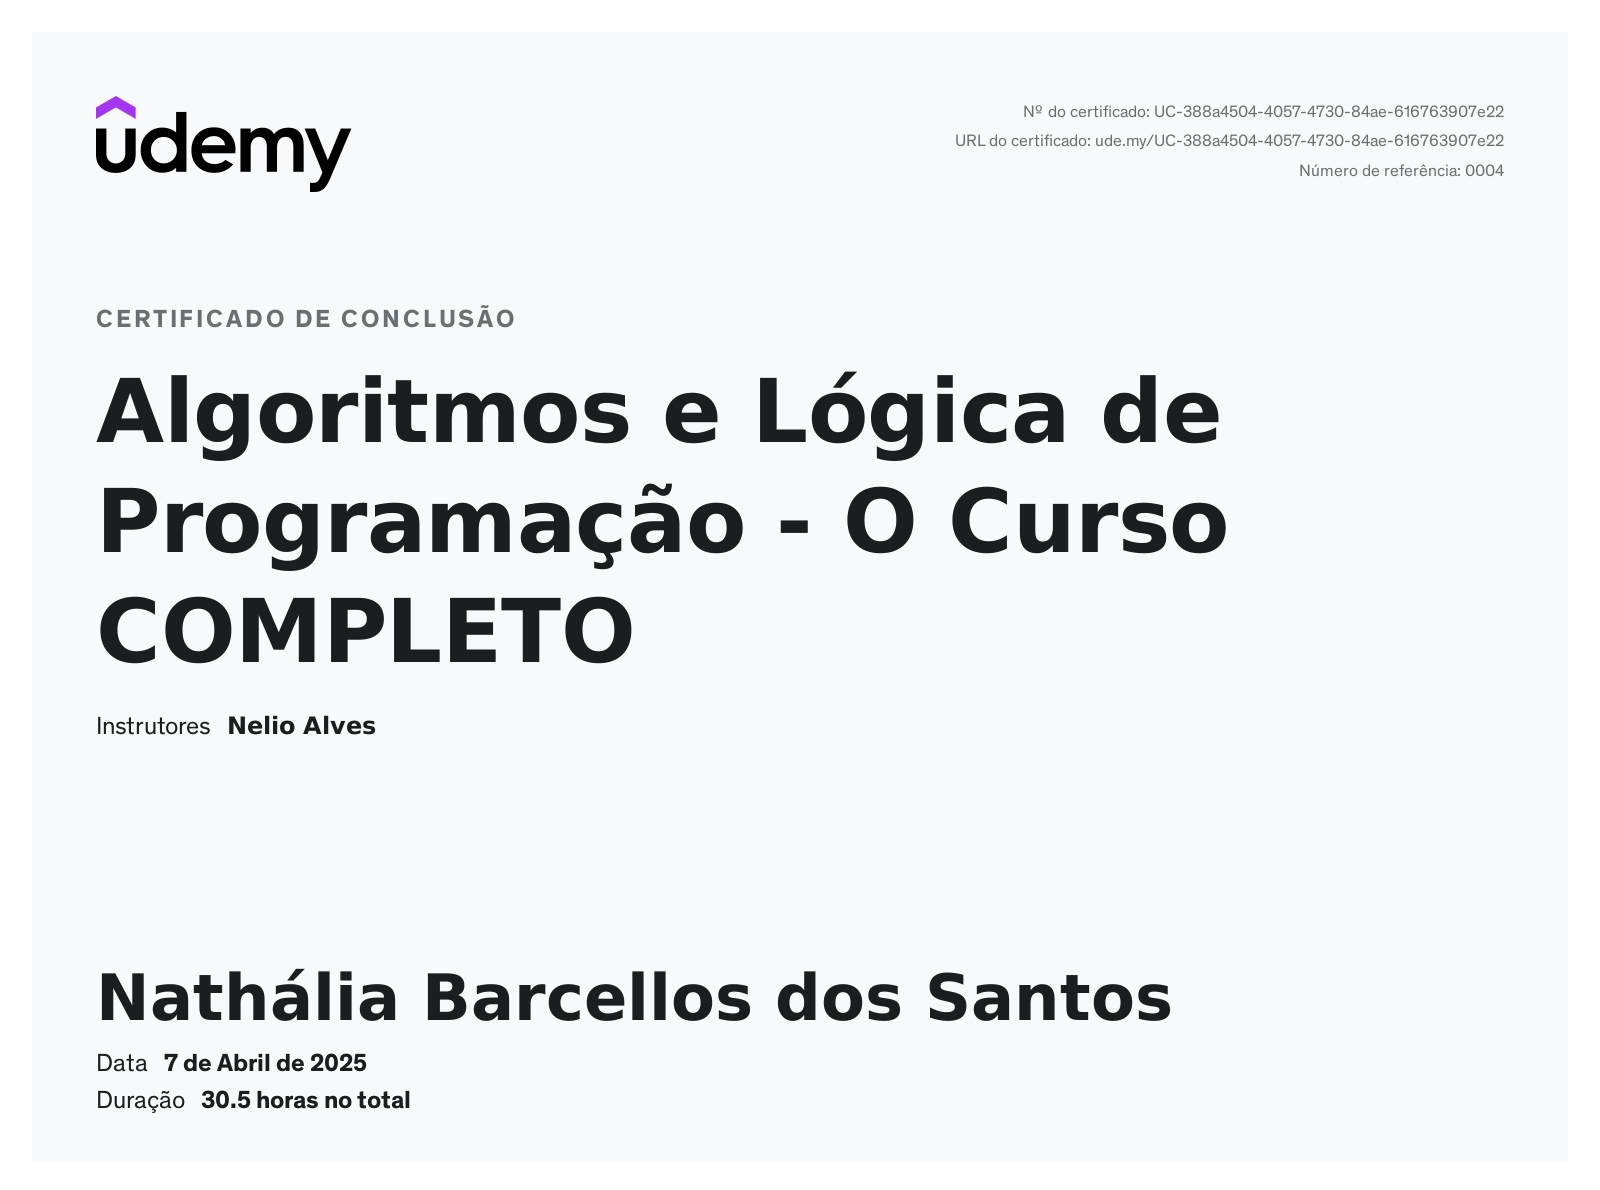 udemy
Nº do certificado: UC-388a4504-4057-4730-84ae-616763907e22
URL do certificado: ude.my/UC-388a4504-4057-4730-84ae-616763907e22
Número de referência: 0004
CERTIFICADO DE CONCLUSÃO
Algoritmos e Lógica de
Programação - O Curso
COMPLETO
Instrutores Nelio Alves
Nathália Barcellos dos Santos
Data 7 de Abril de 2025
Duração 30.5 horas no total